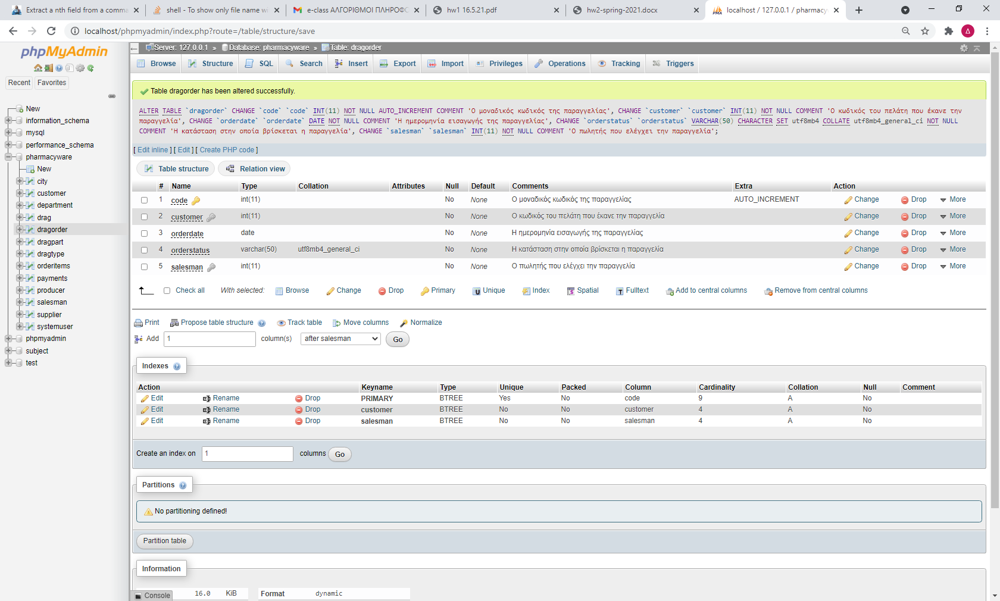 Extract a nth field from a comma
shell - To show only file name wi
e-class ΑΛΓΟΡΙΘΜΟΙ ΠΛΗΡΟΦΟ
hw1 16.5.21.pdf
hw2-spring-2021.docx
PMA
localhost / 127.0.0.1 / pharmacy
localhost/phpmyadmin/index.php?route=/table/structure/save
Δ
phpMyAdmin
Recent
Favorites
New
information_schema
mysql
performance_schema
pharmacyware
New
city
customer
department
drag
dragorder
dragpart
dragtype
orderitems
payments
producer
salesman
supplier
systemuser
phpmyadmin
subject
test
Server: 127.0.0.1 » Database: pharmacyware » Table: dragorder
Browse Structure SQL Search Insert Export Import Privileges Operations Tracking Triggers
Table dragorder has been altered successfully.
ALTER TABLE `dragorder` CHANGE `code` `code` INT(11) NOT NULL AUTO_INCREMENT COMMENT 'Ο μοναδικός κωδικός της παραγγελίας', CHANGE `customer` `customer` INT(11) NOT NULL COMMENT 'Ο κωδικός του πελάτη που έκανε την
παραγγελία', CHANGE `orderdate` `orderdate` DATE NOT NULL COMMENT 'Η ημερομηνία εισαγωγής της παραγγελίας', CHANGE `orderstatus` `orderstatus` VARCHAR(50) CHARACTER SET utf8mb4 COLLATE utf8mb4_general_ci NOT NULL
COMMENT 'Η κατάσταση στην οποία βρίσκεται η παραγγελία', CHANGE `salesman` `salesman` INT(11) NOT NULL COMMENT 'Ο πωλητής που ελέγχει την παραγγελία';
[ Edit inline ] [ Edit ] [ Create PHP code ]
Table structure Relation view
# Name Type Collation Attributes Null Default Comments Extra Action
1 code int(11) No None Ο μοναδικός κωδικός της παραγγελίας AUTO_INCREMENT Change Drop More
2 customer int(11) No None Ο κωδικός του πελάτη που έκανε την παραγγελία Change Drop More
3 orderdate date No None Η ημερομηνία εισαγωγής της παραγγελίας Change Drop More
4 orderstatus varchar(50) utf8mb4_general_ci No None Η κατάσταση στην οποία βρίσκεται η παραγγελία Change Drop More
5 salesman int(11) No None Ο πωλητής που ελέγχει την παραγγελία Change Drop More
Check all With selected: Browse Change Drop Primary Unique Index Spatial Fulltext Add to central columns Remove from central columns
Print Propose table structure Track table Move columns Normalize
Add 1 column(s) after salesman Go
Indexes
Action Keyname Type Unique Packed Column Cardinality Collation Null Comment
Edit Rename Drop PRIMARY BTREE Yes No code 9 A No
Edit Rename Drop customer BTREE No No customer 4 A No
Edit Rename Drop salesman BTREE No No salesman 4 A No
Create an index on 1 columns Go
Partitions
No partitioning defined!
Partition table
Information
Console 16.0 KiB Format dynamic